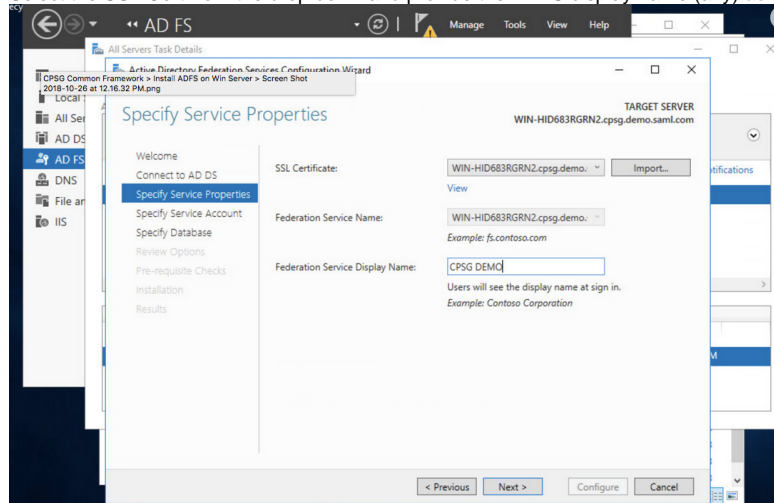 AD FS
Manage Tools View Help
All Servers Task Details
Active Directory Federation Services Configuration Wizard
CPSG Common Framework > Install ADFS on Win Server > Screen Shot
2018-10-26 at 12.16.32 PM.png
Local
All Ser
AD DS
AD FS
DNS
File an
IIS
Specify Service Properties
TARGET SERVER
WIN-HID683RGRN2.cpsg.demo.saml.com
Welcome
Connect to AD DS
Specify Service Properties
Specify Service Account
Specify Database
Review Options
Pre-requisite Checks
Installation
Results
SSL Certificate:
WIN-HID683RGRN2.cpsg.demo.
Import...
View
Federation Service Name:
WIN-HID683RGRN2.cpsg.demo.
Example: fs.contoso.com
Federation Service Display Name:
CPSG DEMO
Users will see the display name at sign in.
Example: Contoso Corporation
tifications
M
< Previous
Next >
Configure
Cancel